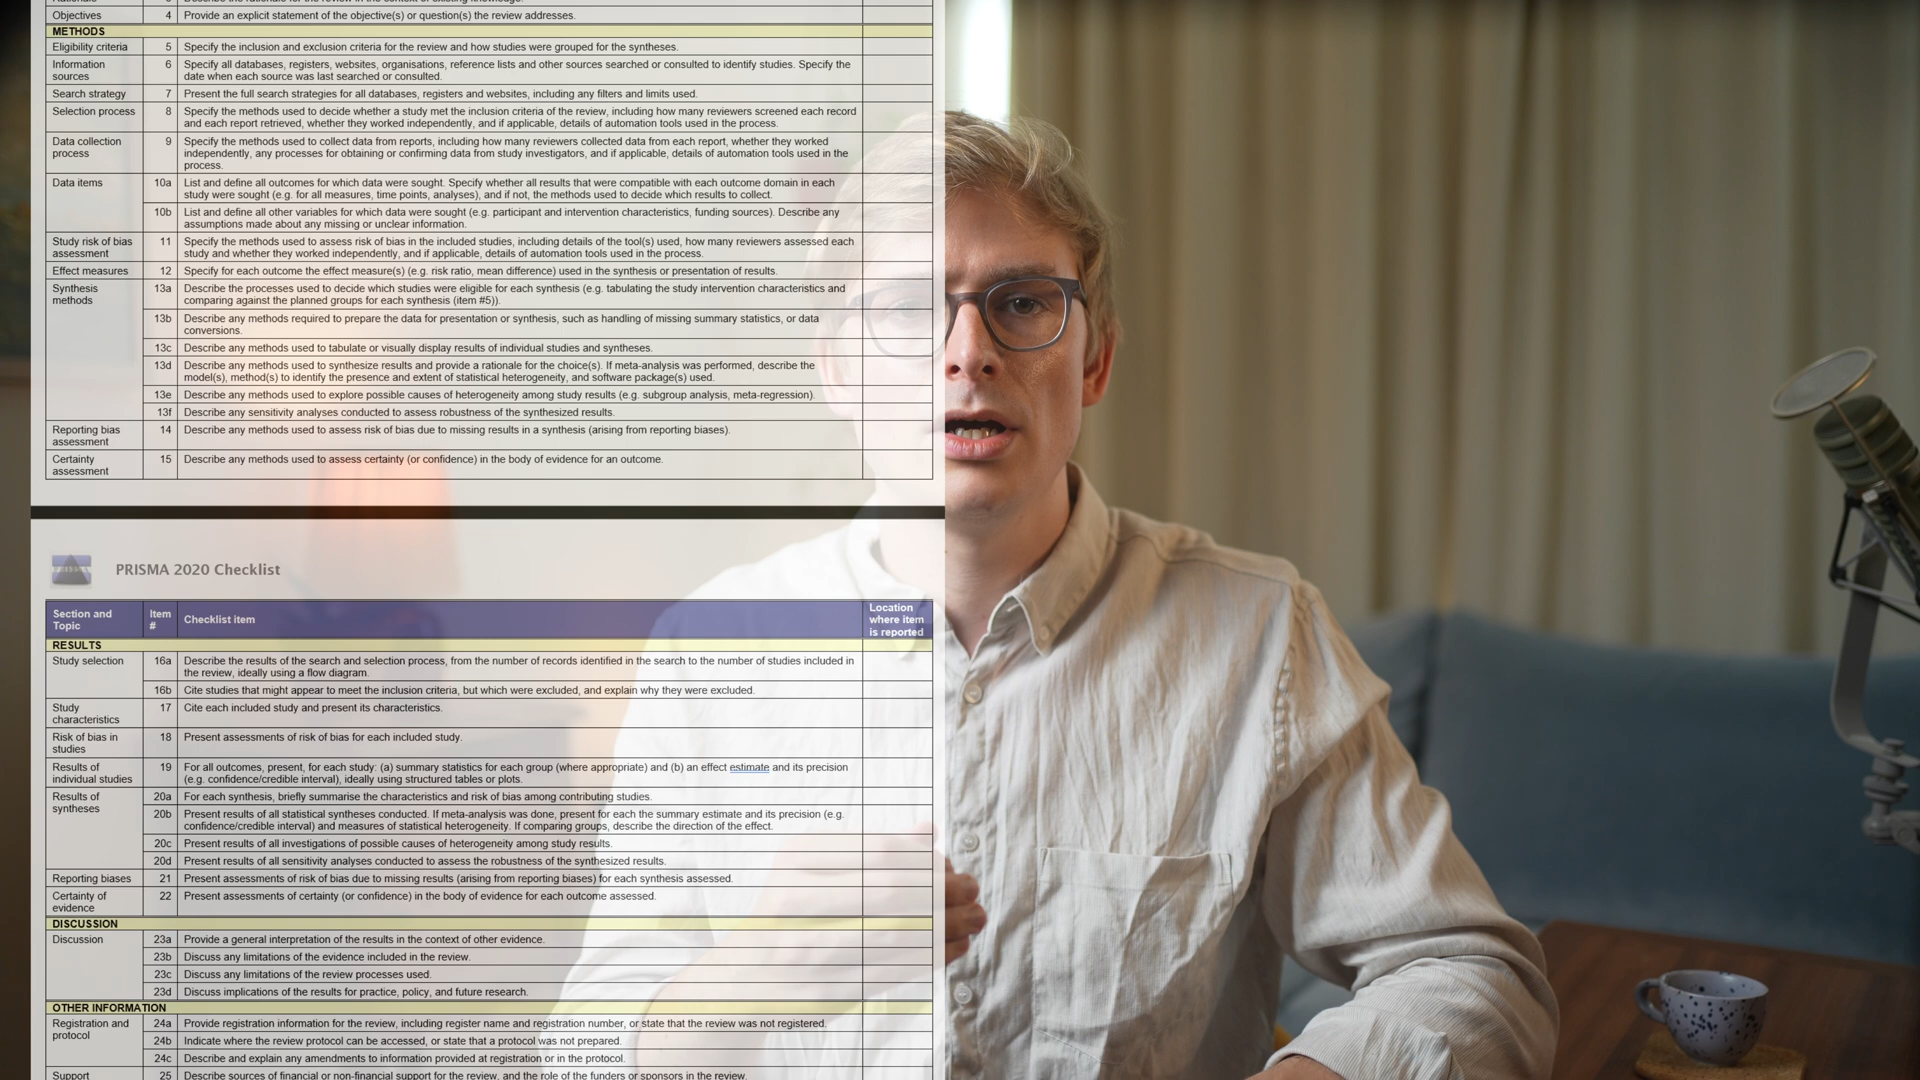 Objectives 4 Provide an explicit statement of the objective(s) or question(s) the review addresses.
METHODS
Eligibility criteria 5 Specify the inclusion and exclusion criteria for the review and how studies were grouped for the syntheses.
Information sources 6 Specify all databases, registers, websites, organisations, reference lists and other sources searched or consulted to identify studies. Specify the
date when each source was last searched or consulted.
Search strategy 7 Present the full search strategies for all databases, registers and websites, including any filters and limits used.
Selection process 8 Specify the methods used to decide whether a study met the inclusion criteria of the review, including how many reviewers screened each record
and each report retrieved, whether they worked independently, and if applicable, details of automation tools used in the process.
Data collection process 9 Specify the methods used to collect data from reports, including how many reviewers collected data from each report, whether they worked
independently, any processes for obtaining or confirming data from study investigators, and if applicable, details of automation tools used in the
process.
Data items 10a List and define all outcomes for which data were sought. Specify whether all results that were compatible with each outcome domain in each
study were sought (e.g. for all measures, time points, analyses), and if not, the methods used to decide which results to collect.
10b List and define all other variables for which data were sought (e.g. participant and intervention characteristics, funding sources). Describe any
assumptions made about any missing or unclear information.
Study risk of bias assessment 11 Specify the methods used to assess risk of bias in the included studies, including details of the tool(s) used, how many reviewers assessed each
study and whether they worked independently, and if applicable, details of automation tools used in the process.
Effect measures 12 Specify for each outcome the effect measure(s) (e.g. risk ratio, mean difference) used in the synthesis or presentation of results.
Synthesis methods 13a Describe the processes used to decide which studies were eligible for each synthesis (e.g. tabulating the study intervention characteristics and
comparing against the planned groups for each synthesis (item #5)).
13b Describe any methods required to prepare the data for presentation or synthesis, such as handling of missing summary statistics, or data
conversions.
13c Describe any methods used to tabulate or visually display results of individual studies and syntheses.
13d Describe any methods used to synthesize results and provide a rationale for the choice(s). If meta-analysis was performed, describe the
model(s), method(s) to identify the presence and extent of statistical heterogeneity, and software package(s) used.
13e Describe any methods used to explore possible causes of heterogeneity among study results (e.g. subgroup analysis, meta-regression).
13f Describe any sensitivity analyses conducted to assess robustness of the synthesized results.
Reporting bias assessment 14 Describe any methods used to assess risk of bias due to missing results in a synthesis (arising from reporting biases).
Certainty assessment 15 Describe any methods used to assess certainty (or confidence) in the body of evidence for an outcome.
PRISMA 2020 Checklist
Section and Topic Item # Checklist item Location where item is reported
RESULTS
Study selection 16a Describe the results of the search and selection process, from the number of records identified in the search to the number of studies included in
the review, ideally using a flow diagram.
16b Cite studies that might appear to meet the inclusion criteria, but which were excluded, and explain why they were excluded.
Study characteristics 17 Cite each included study and present its characteristics.
Risk of bias in studies 18 Present assessments of risk of bias for each included study.
Results of individual studies 19 For all outcomes, present, for each study: (a) summary statistics for each group (where appropriate) and (b) an effect estimate and its precision
(e.g. confidence/credible interval), ideally using structured tables or plots.
Results of syntheses 20a For each synthesis, briefly summarise the characteristics and risk of bias among contributing studies.
20b Present results of all statistical syntheses conducted. If meta-analysis was done, present for each the summary estimate and its precision (e.g.
confidence/credible interval) and measures of statistical heterogeneity. If comparing groups, describe the direction of the effect.
20c Present results of all investigations of possible causes of heterogeneity among study results.
20d Present results of all sensitivity analyses conducted to assess the robustness of the synthesized results.
Reporting biases 21 Present assessments of risk of bias due to missing results (arising from reporting biases) for each synthesis assessed.
Certainty of evidence 22 Present assessments of certainty (or confidence) in the body of evidence for each outcome assessed.
DISCUSSION
Discussion 23a Provide a general interpretation of the results in the context of other evidence.
23b Discuss any limitations of the evidence included in the review.
23c Discuss any limitations of the review processes used.
23d Discuss implications of the results for practice, policy, and future research.
OTHER INFORMATION
Registration and protocol 24a Provide registration information for the review, including register name and registration number, or state that the review was not registered.
24b Indicate where the review protocol can be accessed, or state that a protocol was not prepared.
24c Describe and explain any amendments to information provided at registration or in the protocol.
Support 25 Describe sources of financial or non-financial support for the review, and the role of the funders or sponsors in the review.